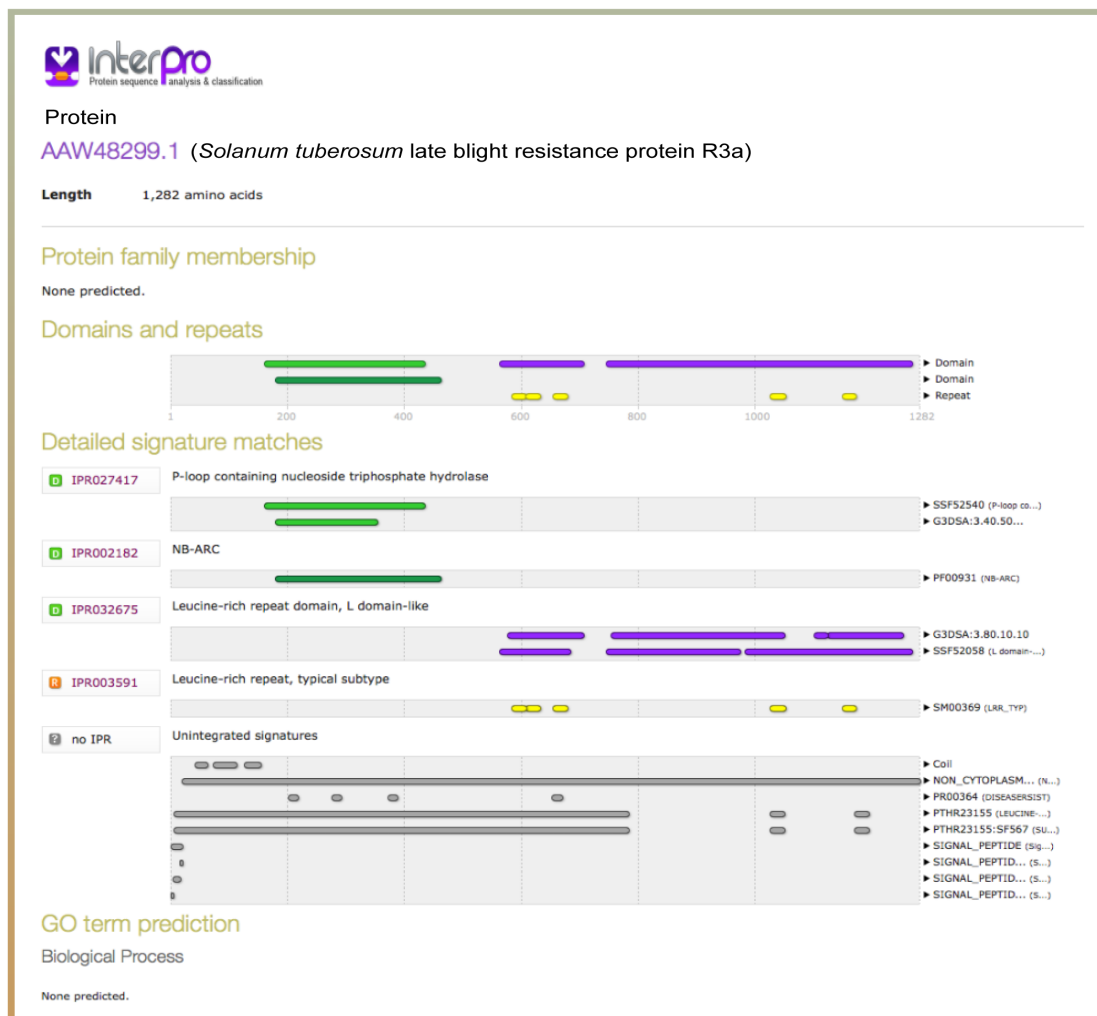 InterPro
Protein sequence analysis & classification
Protein
AAW48299.1 (Solanum tuberosum late blight resistance protein R3a)
Length 1,282 amino acids
Protein family membership
None predicted.
Domains and repeats
Domain
Domain
Repeat
1 200 400 600 800 1000 1282
Detailed signature matches
D IPR027417 P-loop containing nucleoside triphosphate hydrolase
SSF52540 (P-loop co...)
G3DSA:3.40.50...
D IPR002182 NB-ARC
PF00931 (NB-ARC)
D IPR032675 Leucine-rich repeat domain, L domain-like
G3DSA:3.80.10.10
SSF52058 (L domain-...)
R IPR003591 Leucine-rich repeat, typical subtype
SM00369 (LRR_TYP)
? no IPR Unintegrated signatures
Coil
NON_CYTOPLASM... (N...)
PR00364 (DISEASERSIST)
PTHR23155 (LEUCINE-...)
PTHR23155:SF567 (SU...)
SIGNAL_PEPTIDE (Sig...)
SIGNAL_PEPTID... (S...)
SIGNAL_PEPTID... (S...)
SIGNAL_PEPTID... (S...)
GO term prediction
Biological Process
None predicted.